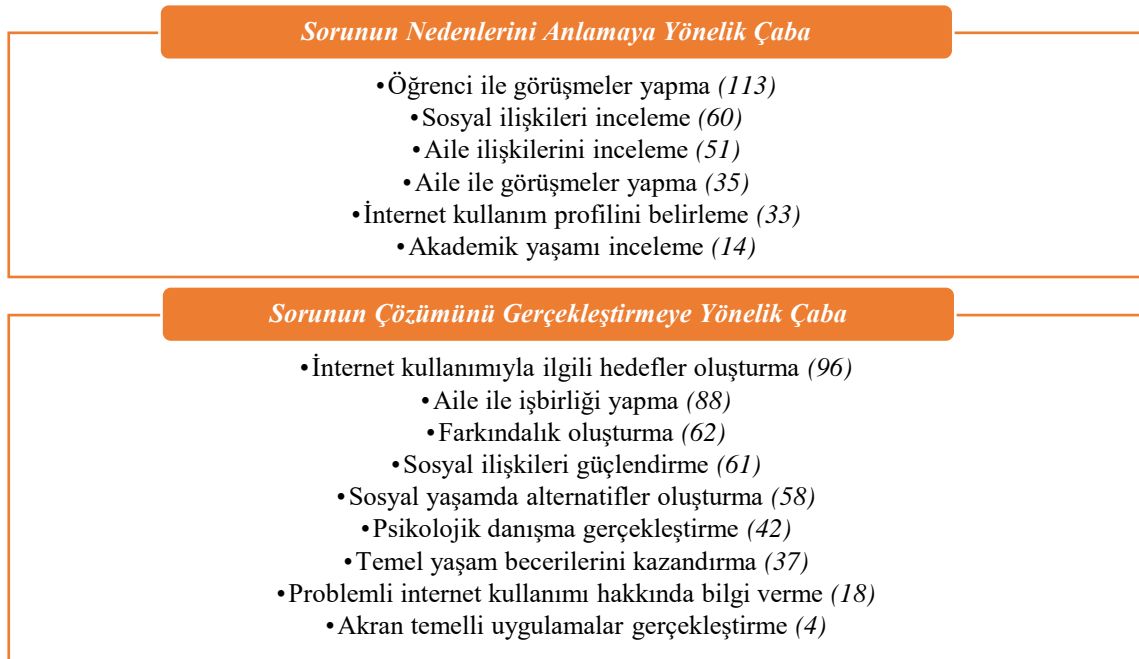 Sorunun Nedenlerini Anlamaya Yönelik Çaba
•Öğrenci ile görüşmeler yapma (113)
•Sosyal ilişkileri inceleme (60)
•Aile ilişkilerini inceleme (51)
•Aile ile görüşmeler yapma (35)
•İnternet kullanım profilini belirleme (33)
•Akademik yaşamı inceleme (14)
Sorunun Çözümünü Gerçekleştirmeye Yönelik Çaba
•İnternet kullanımıyla ilgili hedefler oluşturma (96)
•Aile ile işbirliği yapma (88)
•Farkındalık oluşturma (62)
•Sosyal ilişkileri güçlendirme (61)
•Sosyal yaşamda alternatifler oluşturma (58)
•Psikolojik danışma gerçekleştirme (42)
•Temel yaşam becerilerini kazandırma (37)
•Problemli internet kullanımı hakkında bilgi verme (18)
•Akran temelli uygulamalar gerçekleştirme (4)